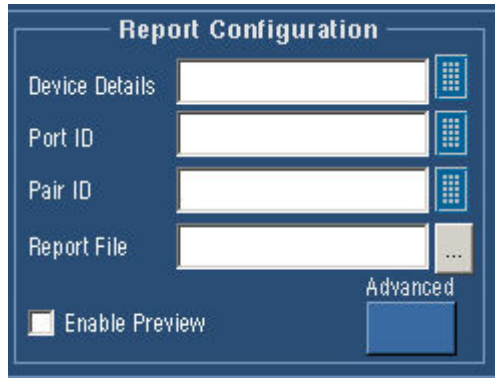 Report Configuration
Device Details
Port ID
Pair ID
Report File
...
Advanced
Enable Preview